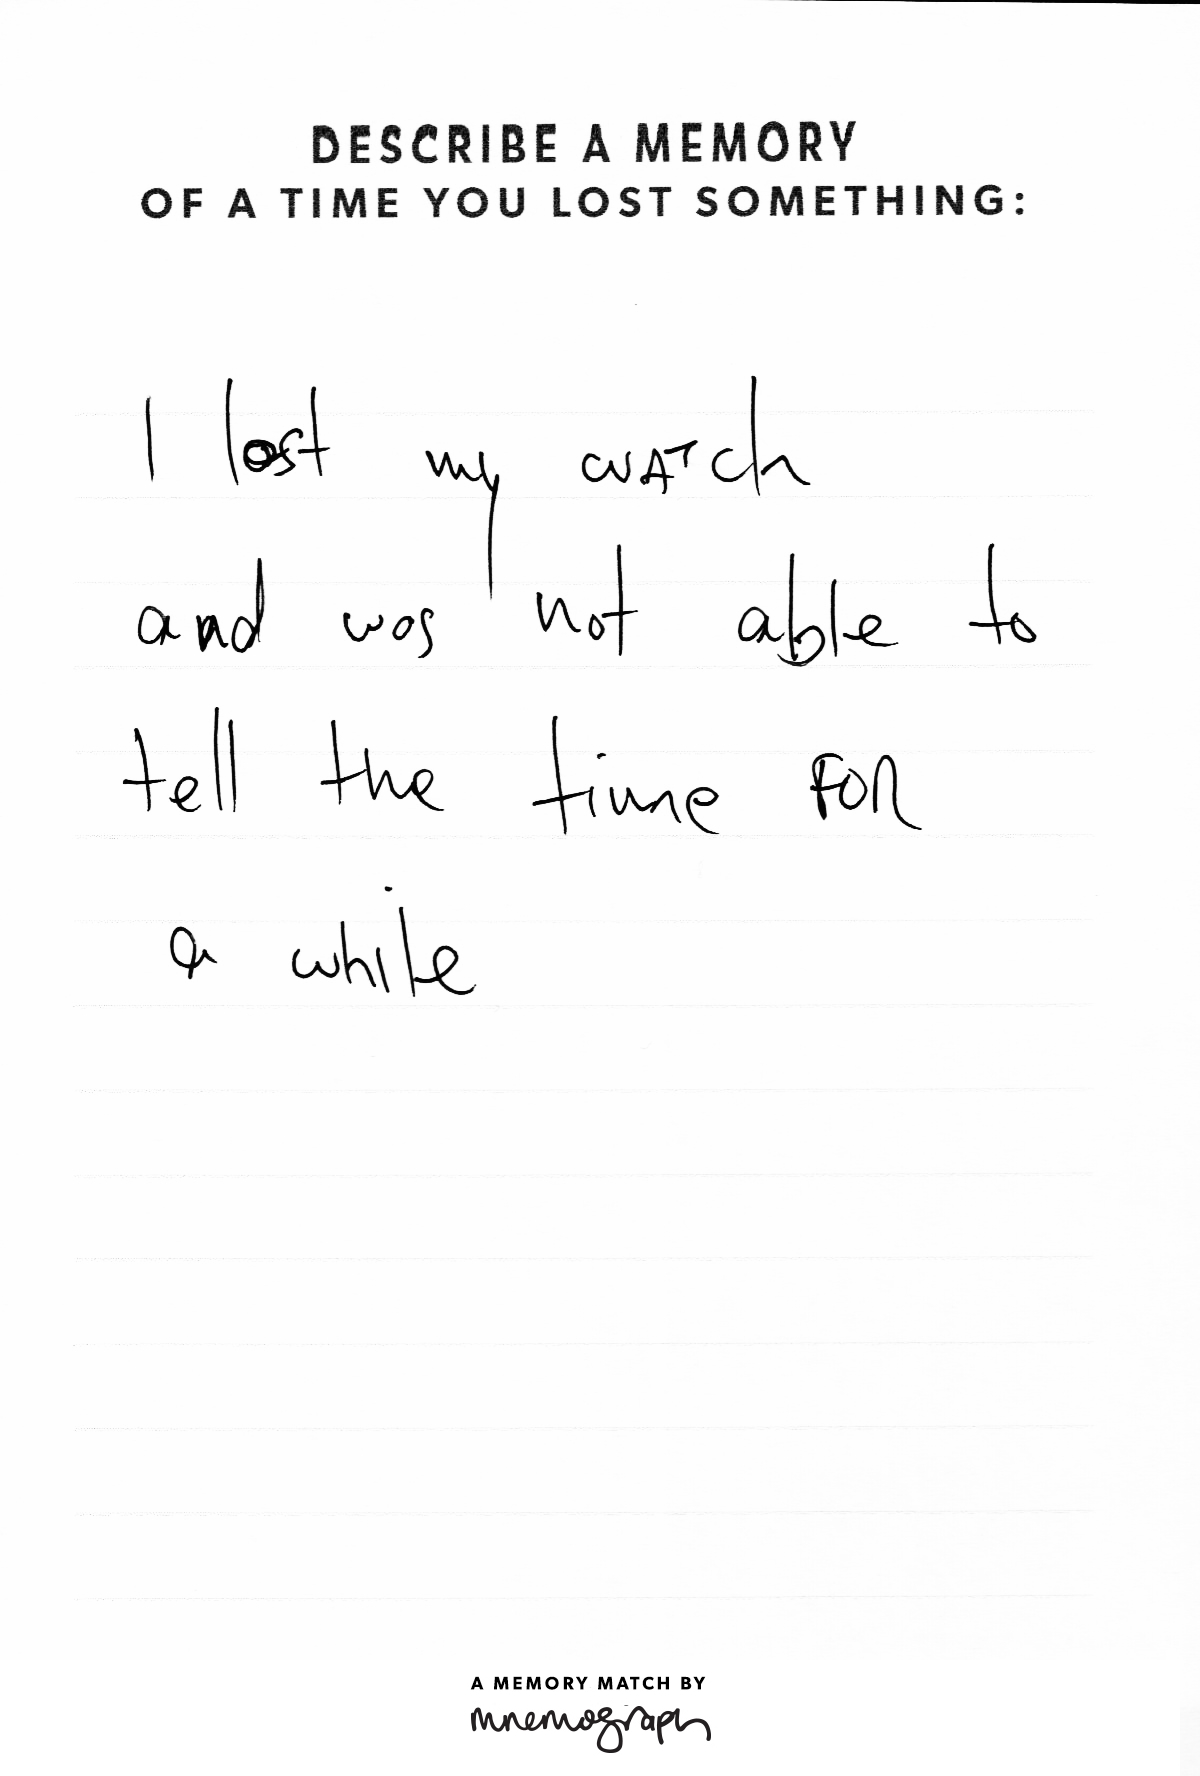 DESCRIBE A MEMORY
OF A TIME YOU LOST SOMETHING:
I lost my WATch
and was not able to
tell the time FOR
a while
A MEMORY MATCH BY
mnemograph